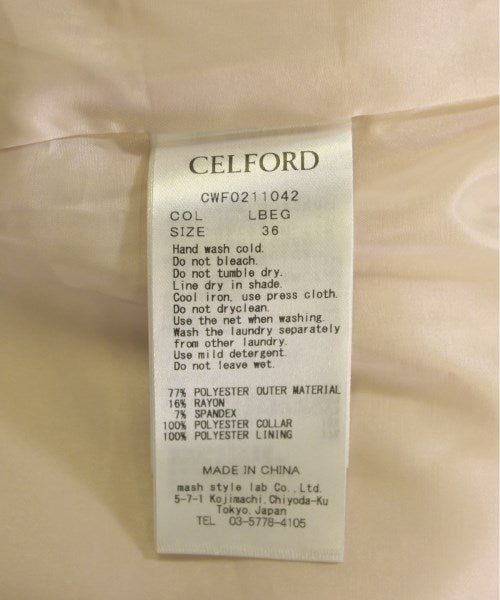 CELFORD
CWFO211042
COL LBEG
SIZE 36
Hand wash cold.
Do not bleach.
Do not tumble dry.
Line dry in shade.
Cool iron, use press cloth.
Do not dryclean.
Use the net when washing.
Wash the laundry separately
from other laundry.
Use mild detergent.
Do not leave wet.
77% POLYESTER OUTER MATERIAL
16% RAYON
7% SPANDEX
100% POLYESTER COLLAR
100% POLYESTER LINING
MADE IN CHINA
mash style lab Co.,Ltd.
5-7-1 Kojimachi,Chiyoda-Ku
Tokyo,Japan
TEL 03-5778-4105